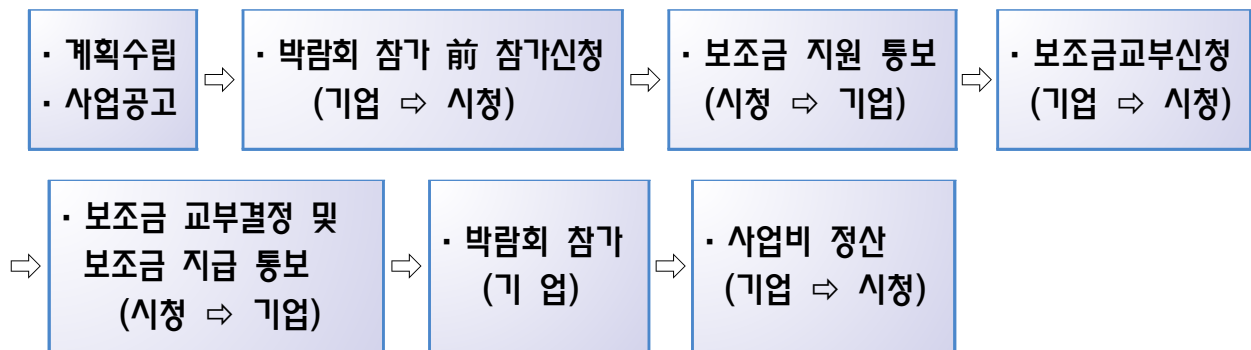 · 계획수립
· 사업공고
⇨
· 박람회 참가 前 참가신청
(기업 ⇨ 시청)
⇨
· 보조금 지원 통보
(시청 ⇨ 기업)
⇨
· 보조금교부신청
(기업 ⇨ 시청)
⇨
· 보조금 교부결정 및
보조금 지급 통보
(시청 ⇨ 기업)
⇨
· 박람회 참가
(기 업)
⇨
· 사업비 정산
(기업 ⇨ 시청)